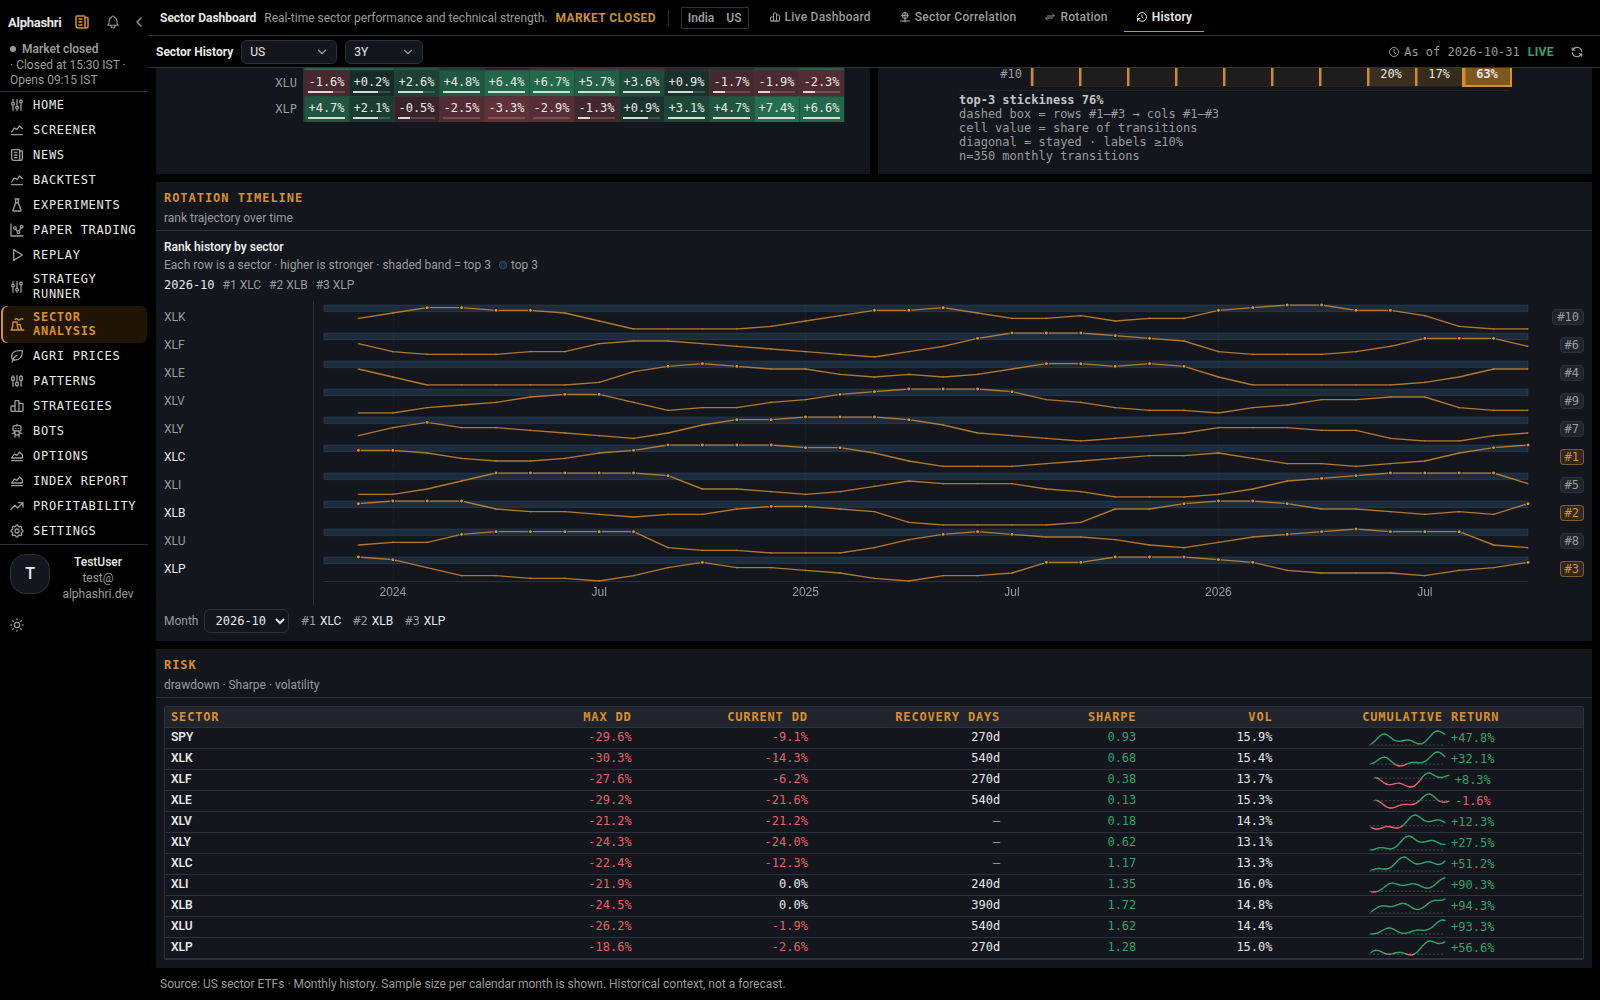 Alphashri
Market closed
· Closed at 15:30 IST ·
Opens 09:15 IST
HOME
SCREENER
NEWS
BACKTEST
EXPERIMENTS
PAPER TRADING
REPLAY
STRATEGY
RUNNER
SECTOR
ANALYSIS
AGRI PRICES
PATTERNS
STRATEGIES
BOTS
OPTIONS
INDEX REPORT
PROFITABILITY
SETTINGS
T
TestUser
test@
alphashri.dev
Sector Dashboard Real-time sector performance and technical strength. MARKET CLOSED India US Live Dashboard Sector Correlation Rotation History
Sector History US 3Y As of 2026-10-31 LIVE
XLU -1.6% +0.2% +2.6% +4.8% +6.4% +6.7% +5.7% +3.6% +0.9% -1.7% -1.9% -2.3%
XLP +4.7% +2.1% -0.5% -2.5% -3.3% -2.9% -1.3% +0.9% +3.1% +4.7% +7.4% +6.6%
#10 20% 17% 63%
top-3 stickiness 76%
dashed box = rows #1–#3 → cols #1–#3
cell value = share of transitions
diagonal = stayed · labels ≥10%
n=350 monthly transitions
ROTATION TIMELINE
rank trajectory over time
Rank history by sector
Each row is a sector · higher is stronger · shaded band = top 3 top 3
2026-10 #1 XLC #2 XLB #3 XLP
XLK #10
XLF #6
XLE #4
XLV #9
XLY #7
XLC #1
XLI #5
XLB #2
XLU #8
XLP #3
2024 Jul 2025 Jul 2026 Jul
Month 2026-10 #1 XLC #2 XLB #3 XLP
RISK
drawdown · Sharpe · volatility
SECTOR MAX DD CURRENT DD RECOVERY DAYS SHARPE VOL CUMULATIVE RETURN
SPY -29.6% -9.1% 270d 0.93 15.9% +47.8%
XLK -30.3% -14.3% 540d 0.68 15.4% +32.1%
XLF -27.6% -6.2% 270d 0.38 13.7% +8.3%
XLE -29.2% -21.6% 540d 0.13 15.3% -1.6%
XLV -21.2% -21.2% — 0.18 14.3% +12.3%
XLY -24.3% -24.0% — 0.62 13.1% +27.5%
XLC -22.4% -12.3% — 1.17 13.3% +51.2%
XLI -21.9% 0.0% 240d 1.35 16.0% +90.3%
XLB -24.5% 0.0% 390d 1.72 14.8% +94.3%
XLU -26.2% -1.9% 540d 1.62 14.4% +93.3%
XLP -18.6% -2.6% 270d 1.28 15.0% +56.6%
Source: US sector ETFs · Monthly history. Sample size per calendar month is shown. Historical context, not a forecast.